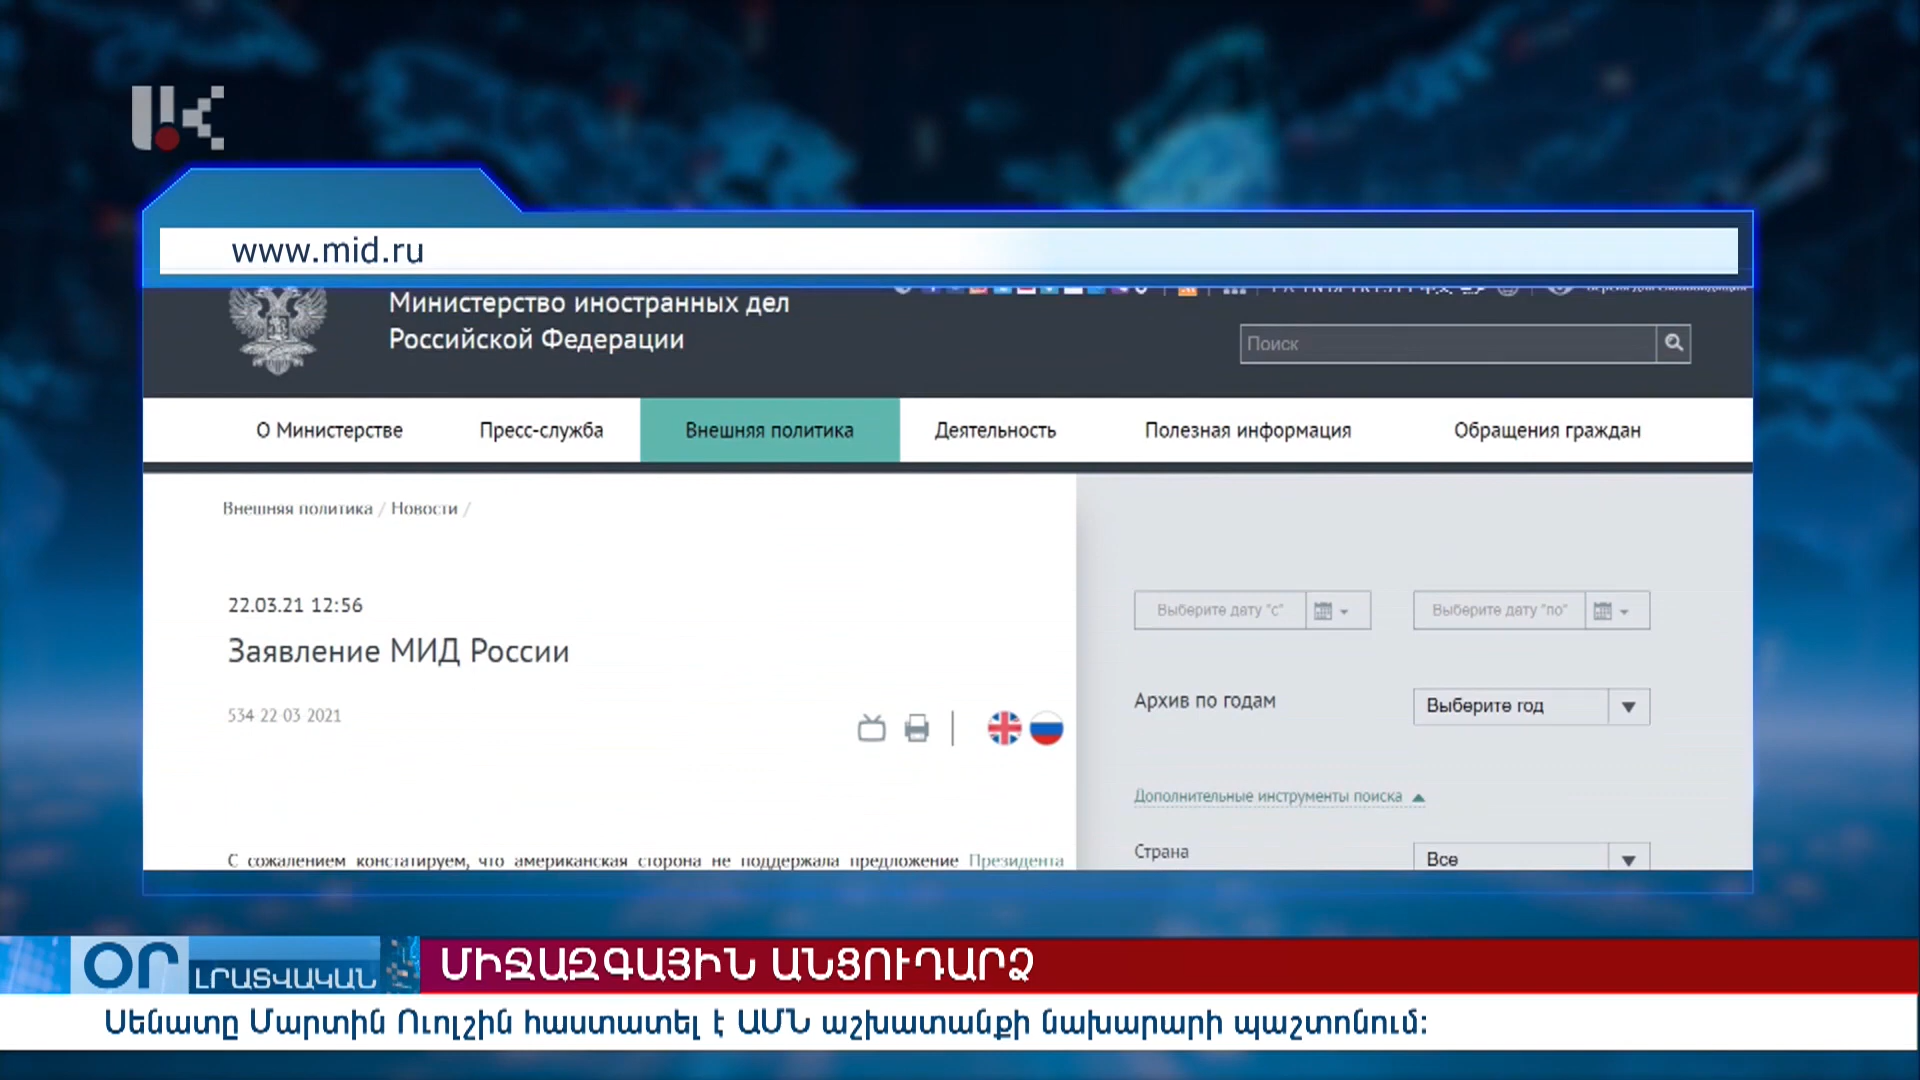 www.mid.ru
Министерство иностранных дел
Российской Федерации
Поиск
О Министерстве
Пресс-служба
Внешняя политика
Деятельность
Полезная информация
Обращения граждан
Внешняя политика / Новости /
22.03.21 12:56
Заявление МИД России
534 22 03 2021
Выберите дату "с"
Выберите дату "по"
Архив по годам
Выберите год
Дополнительные инструменты поиска
Страна
Все
С сожалением констатируем, что американская сторона не поддержала предложение Президента
ՕՐ
ԼՐԱՏՎԱԿԱՆ
ՄԻՋԱԶԳԱՅԻՆ ԱՆՑՈՒԴԱՐՁ
Սենատը Մարտին Ուոլշին հաստատել է ԱՄՆ աշխատանքի նախարարի պաշտոնում: